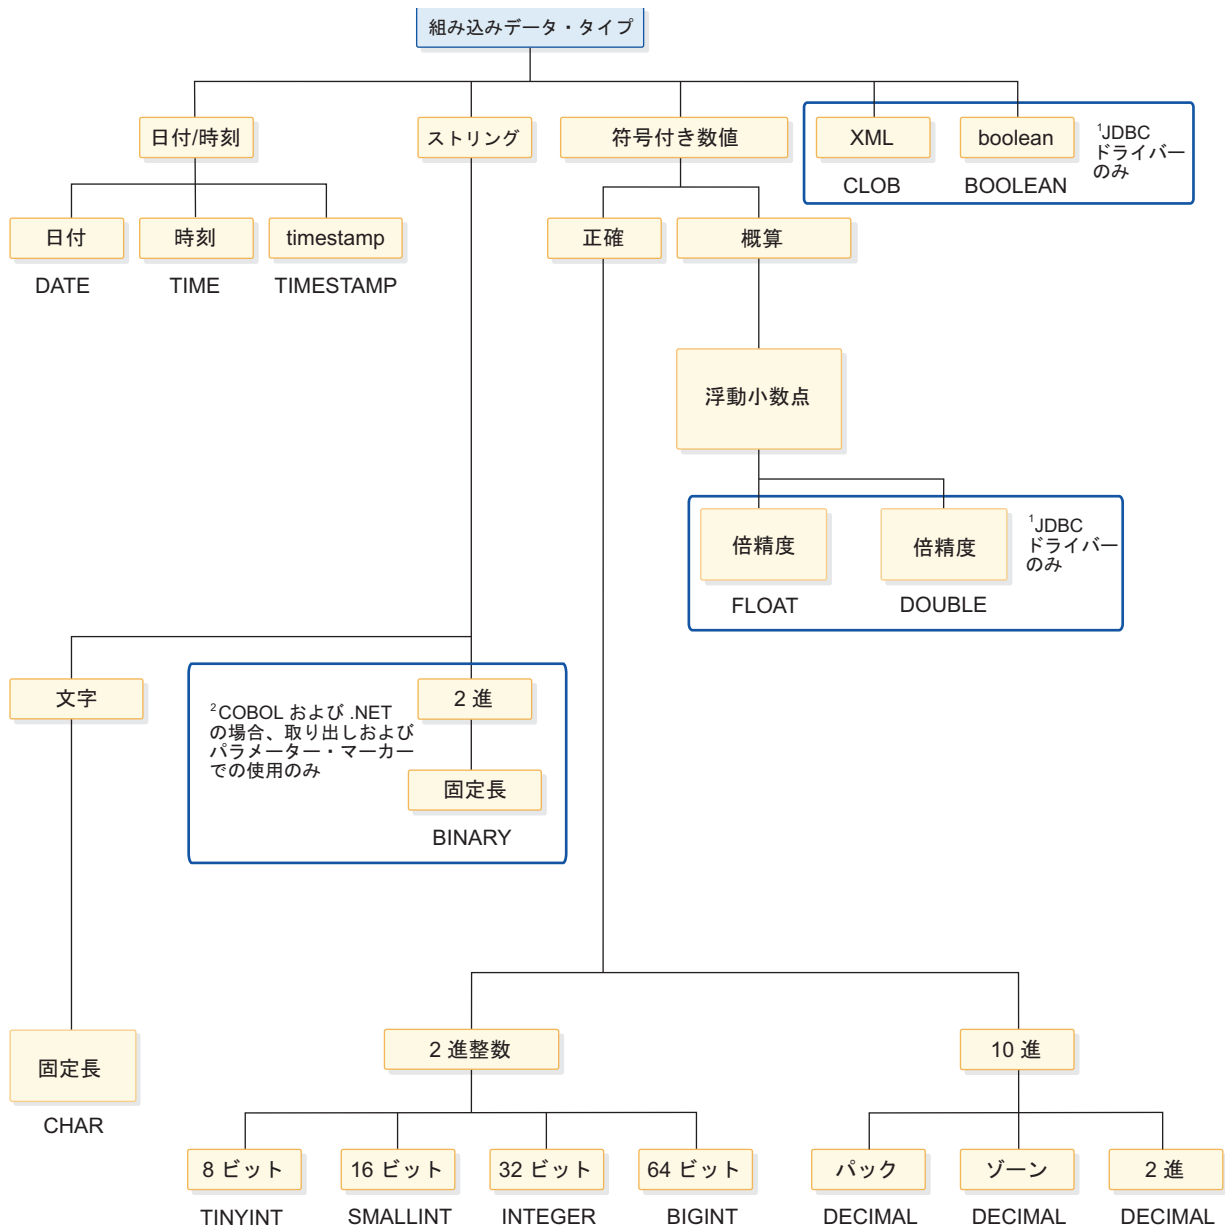 組み込みデータ・タイプ
日付/時刻
ストリング
符号付き数値
XML
boolean
¹JDBC
ドライバー
のみ
CLOB
BOOLEAN
日付
時刻
timestamp
正確
概算
DATE
TIME
TIMESTAMP
浮動小数点
倍精度
倍精度
¹JDBC
ドライバー
のみ
FLOAT
DOUBLE
文字
²COBOL および .NET
の場合、取り出しおよび
パラメーター・マーカー
での使用のみ
2 進
固定長
BINARY
固定長
CHAR
2 進整数
10 進
8 ビット
16 ビット
32 ビット
64 ビット
パック
ゾーン
2 進
TINYINT
SMALLINT
INTEGER
BIGINT
DECIMAL
DECIMAL
DECIMAL